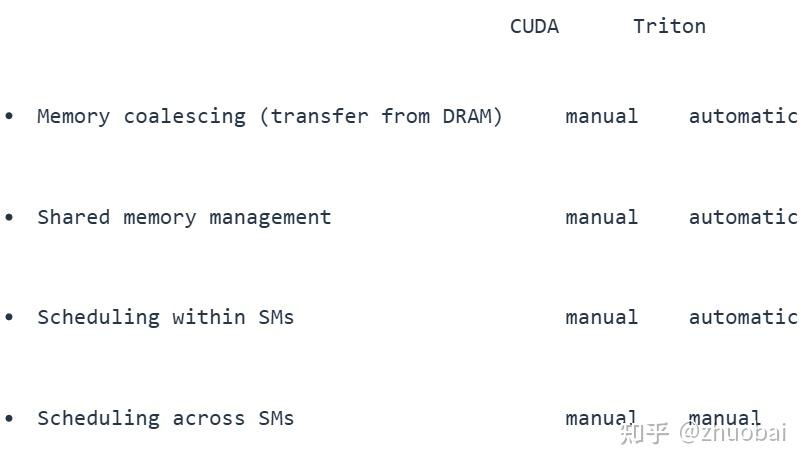 CUDA Triton
• Memory coalescing (transfer from DRAM) manual automatic
• Shared memory management manual automatic
• Scheduling within SMs manual automatic
• Scheduling across SMs manual manual
知乎 @zhuobai